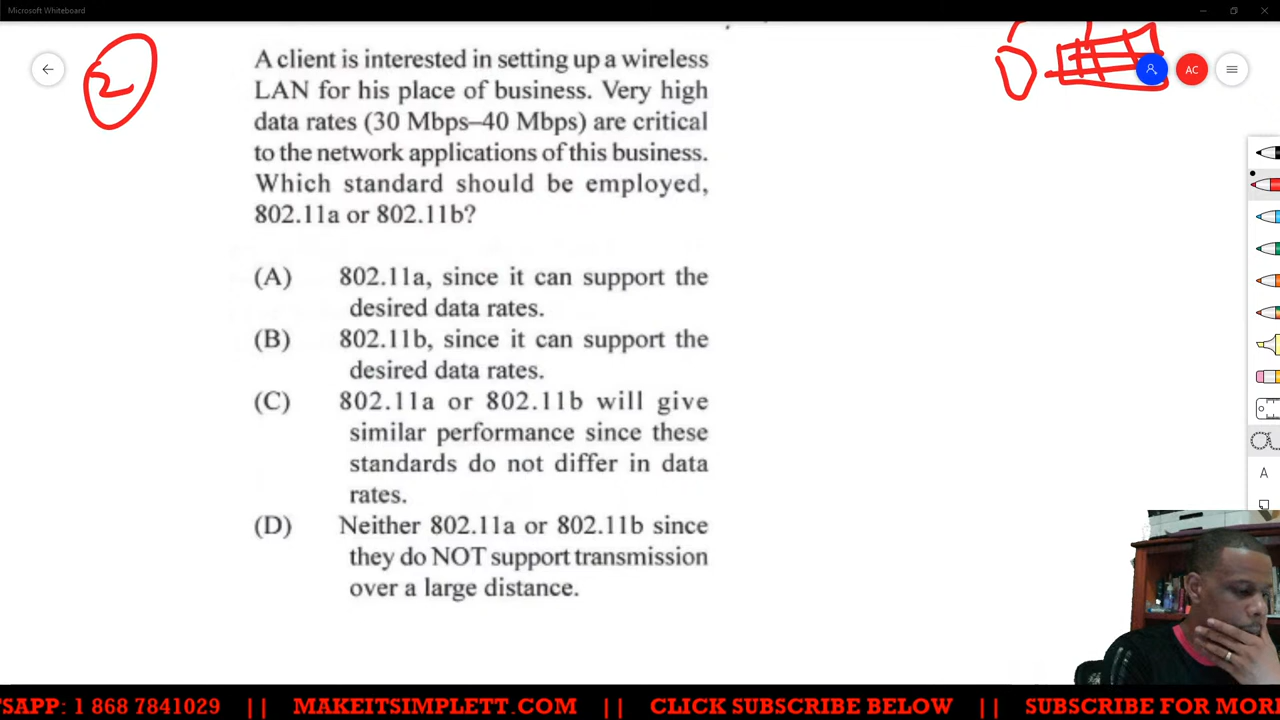 Microsoft Whiteboard
2
AC
A client is interested in setting up a wireless
LAN for his place of business. Very high
data rates (30 Mbps–40 Mbps) are critical
to the network applications of this business.
Which standard should be employed,
802.11a or 802.11b?
(A) 802.11a, since it can support the
desired data rates.
(B) 802.11b, since it can support the
desired data rates.
(C) 802.11a or 802.11b will give
similar performance since these
standards do not differ in data
rates.
(D) Neither 802.11a or 802.11b since
they do NOT support transmission
over a large distance.
A
TSAPP: 1 868 7841029 || MAKEITSIMPLETT.COM || CLICK SUBSCRIBE BELOW || SUBSCRIBE FOR MOR